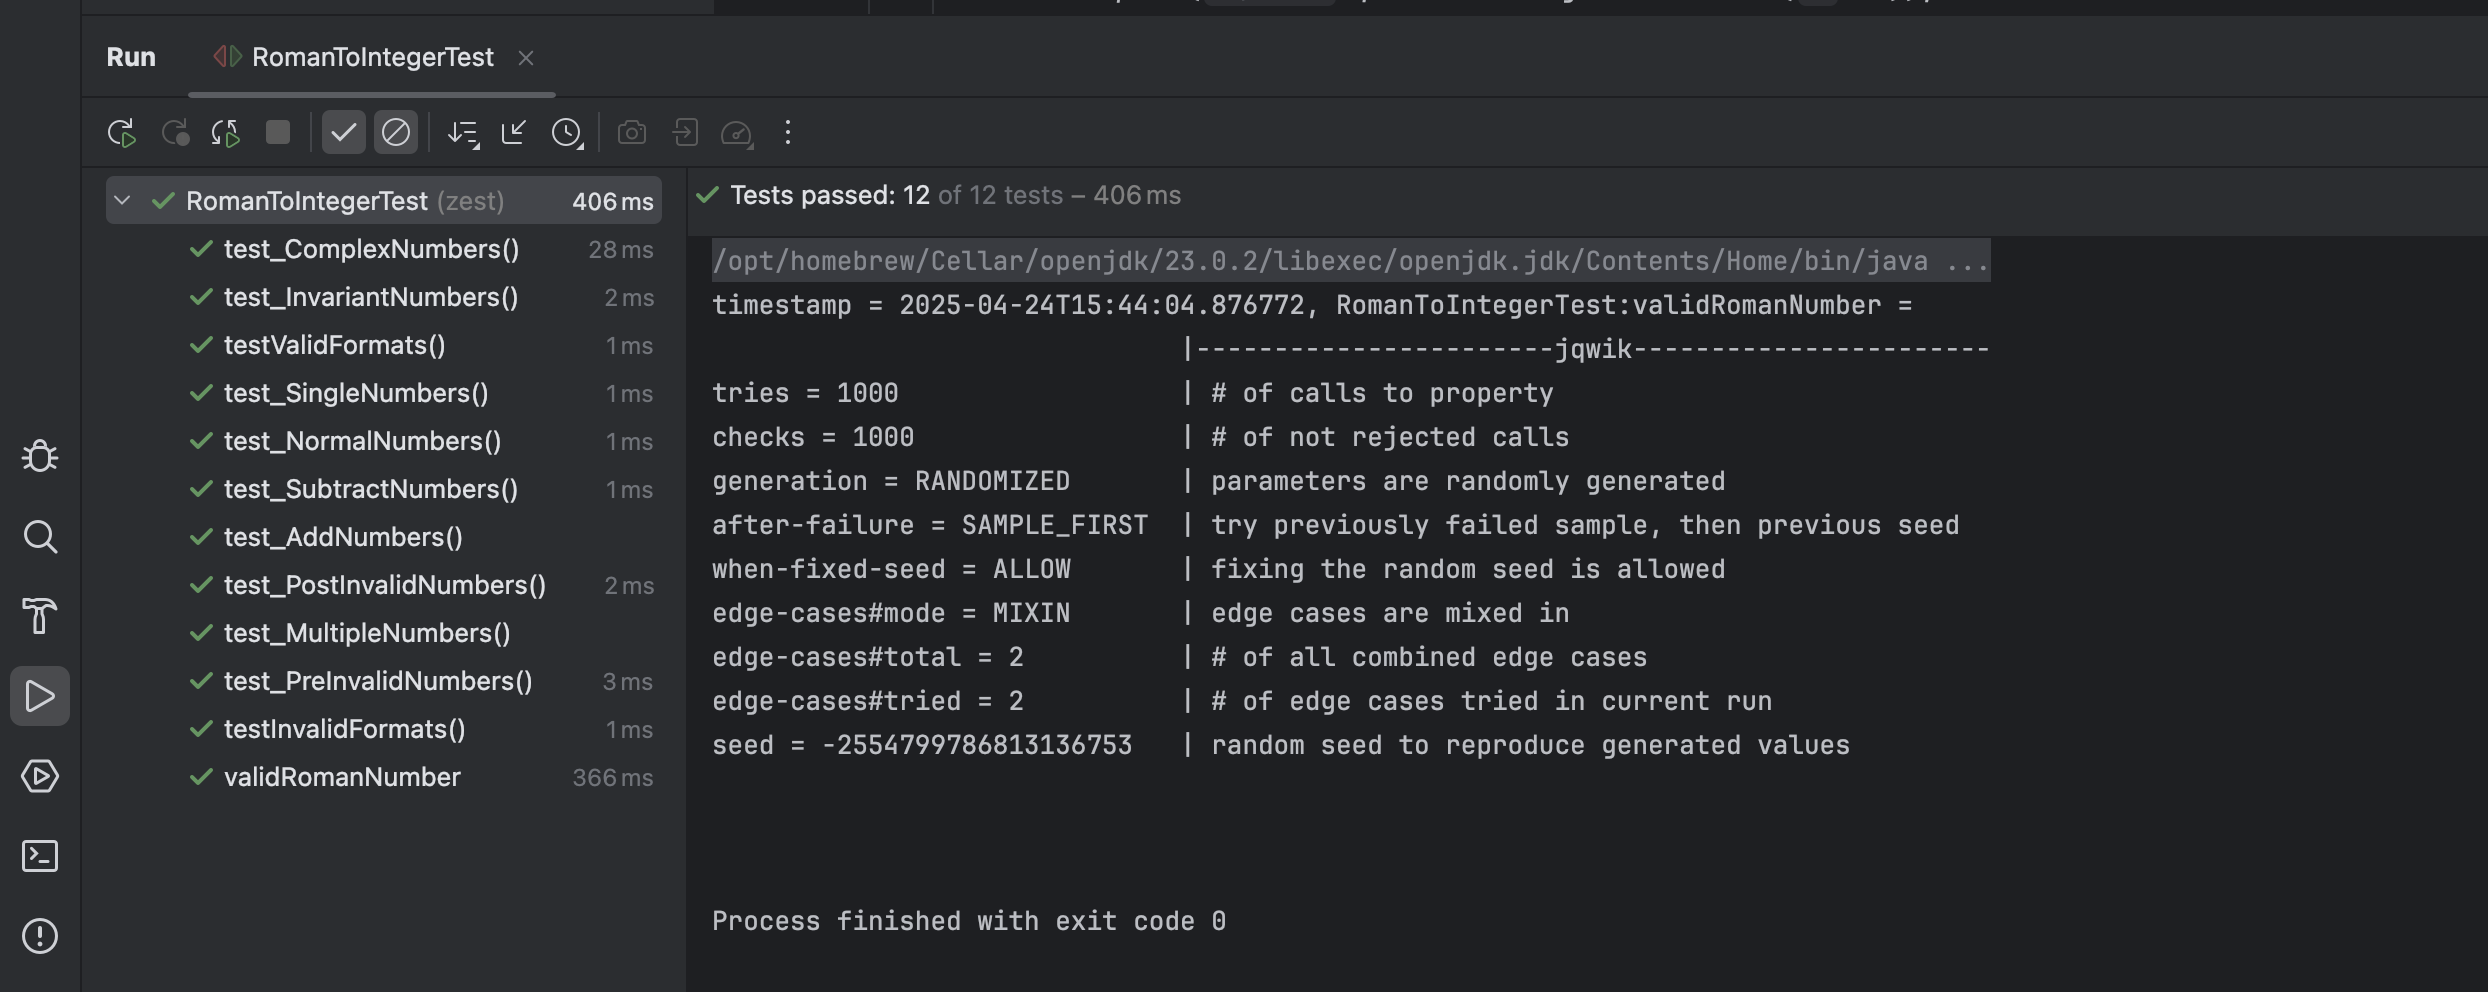 Run RomanToIntegerTest
RomanToIntegerTest (zest) 406 ms
test_ComplexNumbers() 28 ms
test_InvariantNumbers() 2 ms
testValidFormats() 1 ms
test_SingleNumbers() 1 ms
test_NormalNumbers() 1 ms
test_SubtractNumbers() 1 ms
test_AddNumbers()
test_PostInvalidNumbers() 2 ms
test_MultipleNumbers()
test_PreInvalidNumbers() 3 ms
testInvalidFormats() 1 ms
validRomanNumber 366 ms
Tests passed: 12 of 12 tests – 406 ms
/opt/homebrew/Cellar/openjdk/23.0.2/libexec/openjdk.jdk/Contents/Home/bin/java ...
timestamp = 2025-04-24T15:44:04.876772, RomanToIntegerTest:validRomanNumber =
|-----------------------jqwik-----------------------
tries = 1000 | # of calls to property
checks = 1000 | # of not rejected calls
generation = RANDOMIZED | parameters are randomly generated
after-failure = SAMPLE_FIRST | try previously failed sample, then previous seed
when-fixed-seed = ALLOW | fixing the random seed is allowed
edge-cases#mode = MIXIN | edge cases are mixed in
edge-cases#total = 2 | # of all combined edge cases
edge-cases#tried = 2 | # of edge cases tried in current run
seed = -2554799786813136753 | random seed to reproduce generated values
Process finished with exit code 0